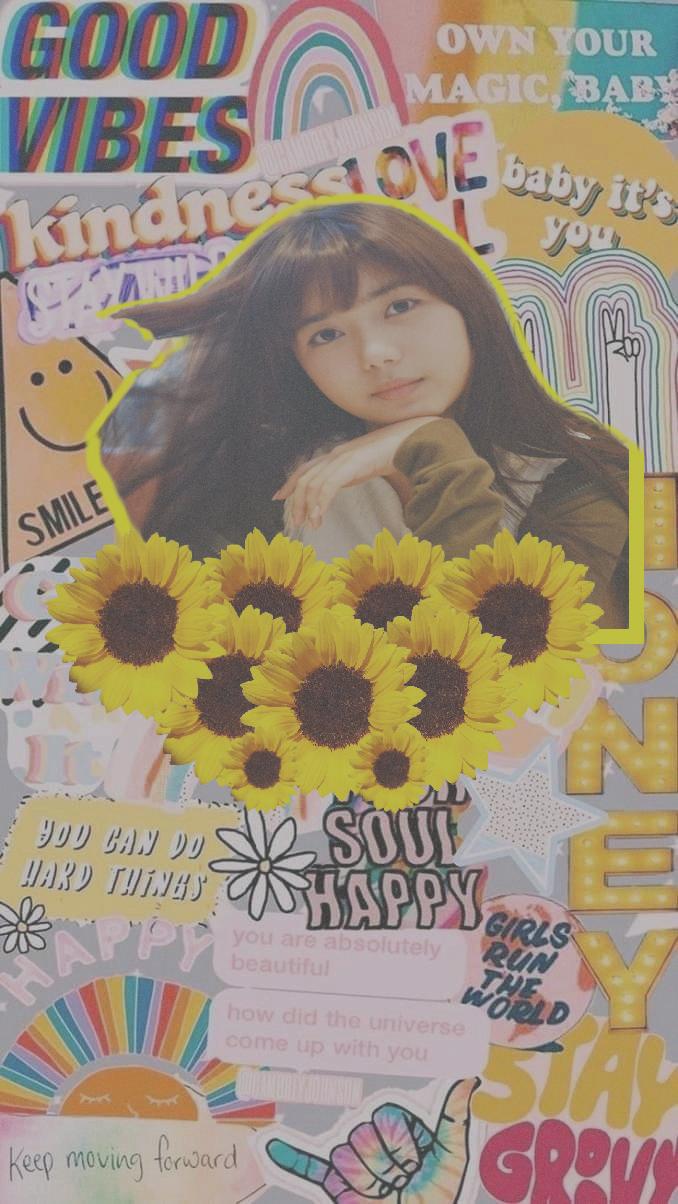 GOOD
VIBES
OWN YOUR
MAGIC, BABY
kindness
LOVE
baby it's
you
SMILE
YOU CAN DO
HARD THINGS
SOUL
HAPPY
HONEY
HAPPY
you are absolutely
beautiful
how did the universe
come up with you
GIRLS
RUN
THE
WORLD
STAY
GROOVY
Keep moving forward